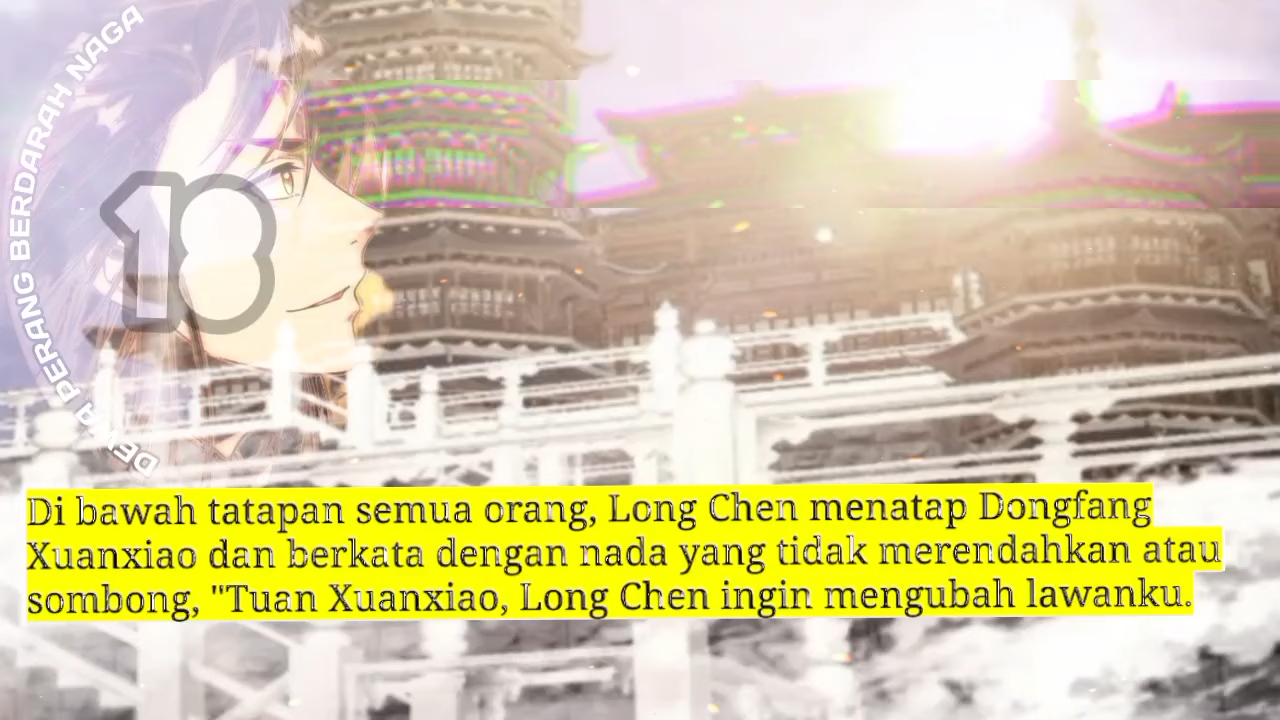 DEWA PERANG BERDARAH NAGA
18
Di bawah tatapan semua orang, Long Chen menatap Dongfang
Xuanxiao dan berkata dengan nada yang tidak merendahkan atau
sombong, "Tuan Xuanxiao, Long Chen ingin mengubah lawanku.